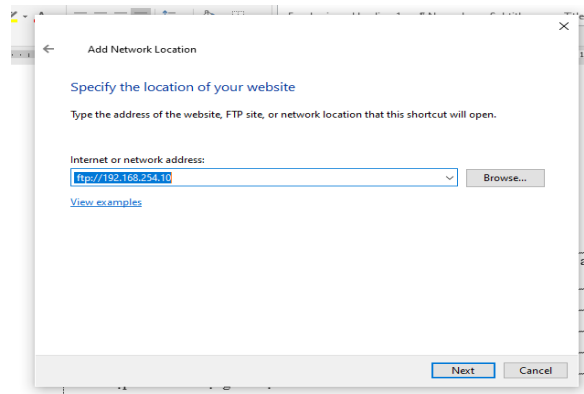 Add Network Location
Specify the location of your website
Type the address of the website, FTP site, or network location that this shortcut will open.
Internet or network address:
ftp://192.168.254.10
Browse...
View examples
Next Cancel